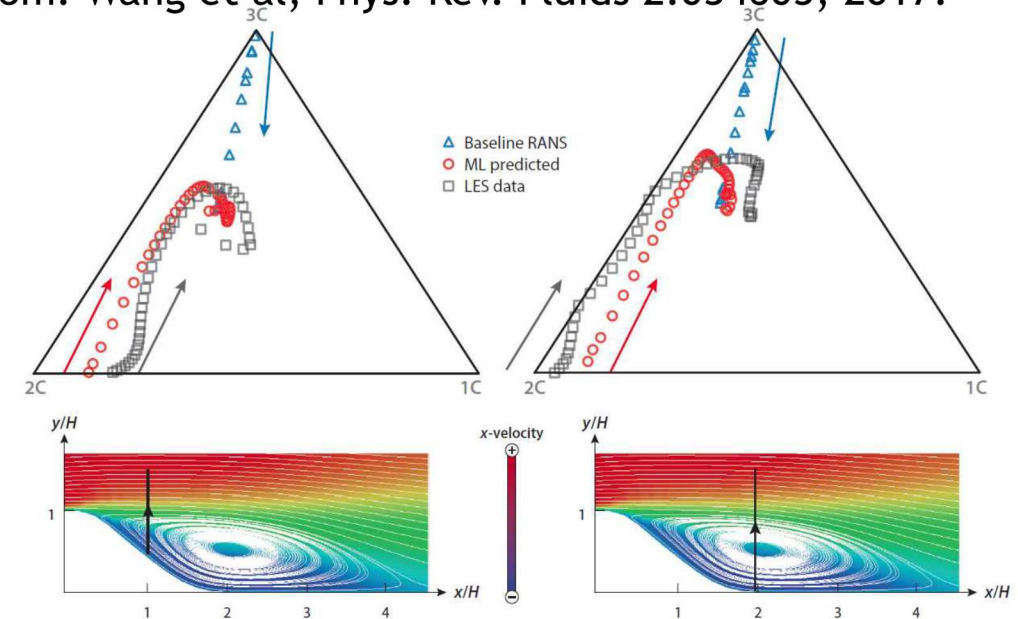 3C
3C
Baseline RANS
ML predicted
LES data
2C
1C
2C
1C
y/H
x-velocity
y/H
+
1
1
x/H
x/H
−
1
2
3
4
1
2
3
4